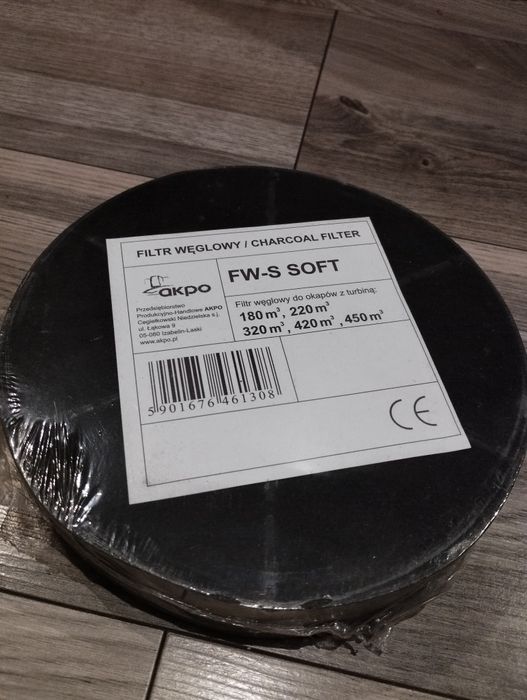 FILTR WĘGLOWY / CHARCOAL FILTER
akpo
FW-S SOFT
Przedsiębiorstwo
Produkcyjno-Handlowe AKPO
Cegiełkowski Niedzielska s.j.
ul. Łąkowa 9
05-080 Izabelin-Laski
www.akpo.pl
Filtr węglowy do okapów z turbiną:
180 m³, 220 m³
320 m³, 420 m³, 450 m³
5 901676 461308
CE